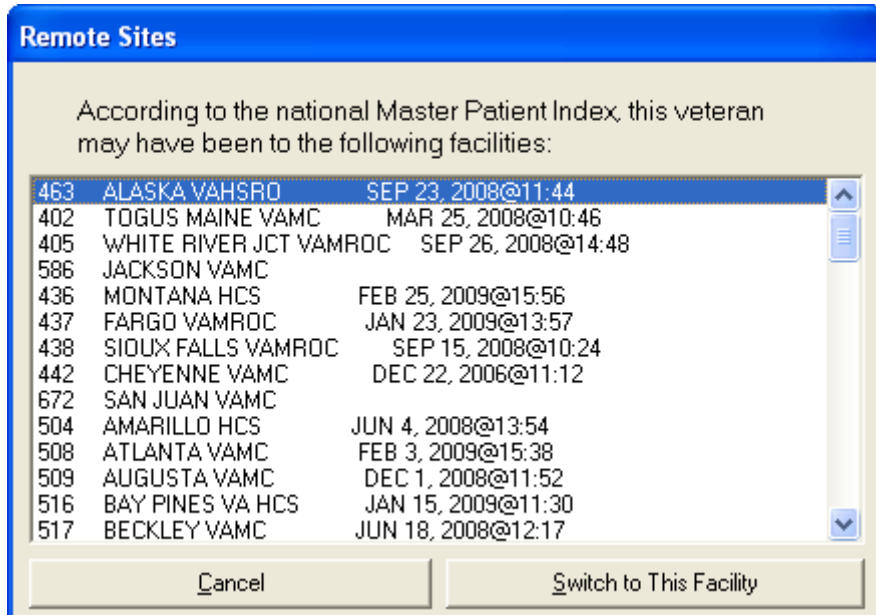 Remote Sites
According to the national Master Patient Index, this veteran
may have been to the following facilities:
463 ALASKA VAHSRO SEP 23, 2008@11:44
402 TOGUS MAINE VAMC MAR 25, 2008@10:46
405 WHITE RIVER JCT VAMROC SEP 26, 2008@14:48
586 JACKSON VAMC
436 MONTANA HCS FEB 25, 2009@15:56
437 FARGO VAMROC JAN 23, 2009@13:57
438 SIOUX FALLS VAMROC SEP 15, 2008@10:24
442 CHEYENNE VAMC DEC 22, 2006@11:12
672 SAN JUAN VAMC
504 AMARILLO HCS JUN 4, 2008@13:54
508 ATLANTA VAMC FEB 3, 2009@15:38
509 AUGUSTA VAMC DEC 1, 2008@11:52
516 BAY PINES VA HCS JAN 15, 2009@11:30
517 BECKLEY VAMC JUN 18, 2008@12:17
Cancel Switch to This Facility